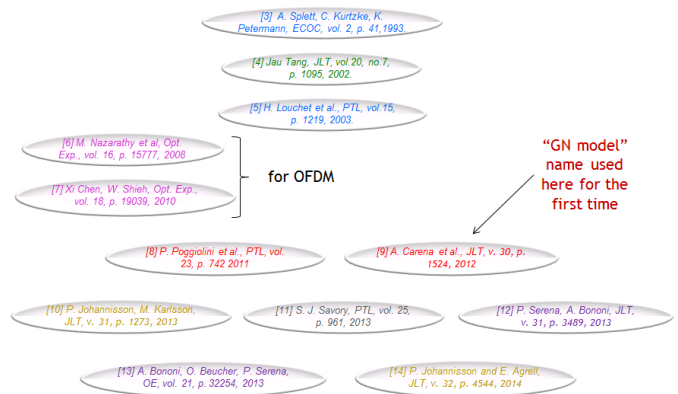 [3] A. Splett, C. Kurtzke, K.
Petermann, ECOC, vol. 2, p. 41,1993.
[4] Jau Tang, JLT, vol.20, no.7,
p. 1095, 2002.
[5] H. Louchet et al., PTL, vol.15,
p. 1219, 2003.
[6] M. Nazarathy et al, Opt.
Exp., vol. 16, p. 15777, 2008
[7] Xi Chen, W. Shieh, Opt. Exp.,
vol. 18, p. 19039, 2010
for OFDM
“GN model”
name used
here for the
first time
[8] P. Poggiolini et al., PTL, vol.
23, p. 742 2011
[9] A. Carena et al., JLT, v. 30, p.
1524, 2012
[10] P. Johannisson, M. Karlsson,
JLT, v. 31, p. 1273, 2013
[11] S. J. Savory, PTL, vol. 25,
p. 961, 2013
[12] P. Serena, A. Bononi, JLT,
v. 31, p. 3489, 2013
[13] A. Bononi, O. Beucher, P. Serena,
OE, vol. 21, p. 32254, 2013
[14] P. Johannisson and E. Agrell,
JLT, v. 32, p. 4544, 2014